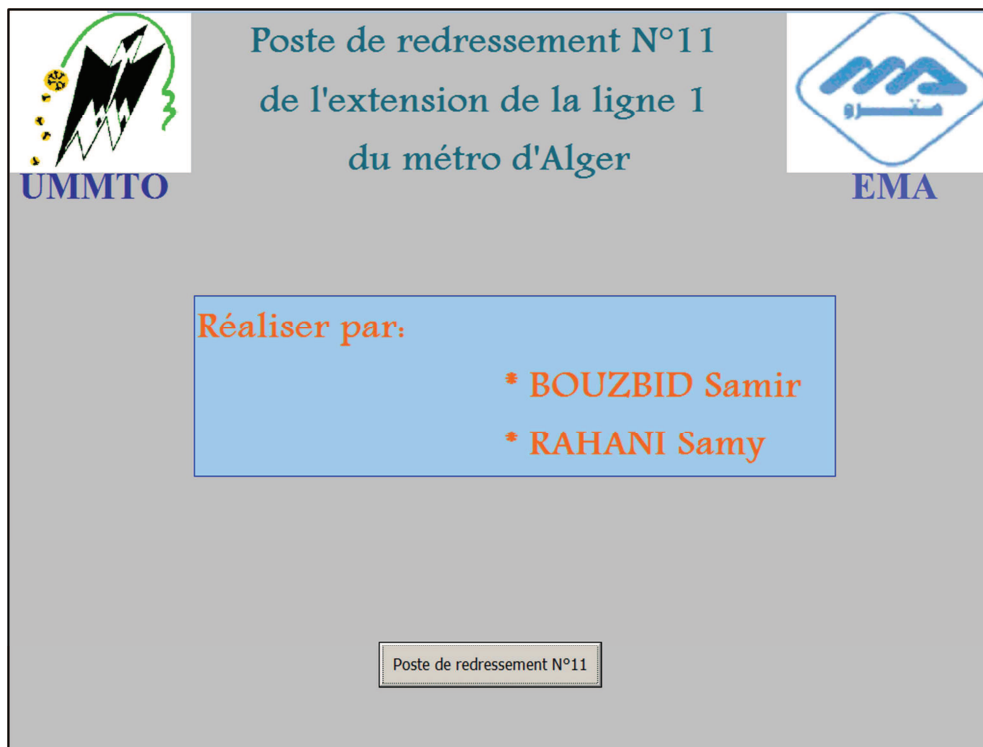 Poste de redressement N°11
de l'extension de la ligne 1
du métro d'Alger
UMMTO
مترو
EMA
Réaliser par:
* BOUZBID Samir
* RAHANI Samy
Poste de redressement N°11